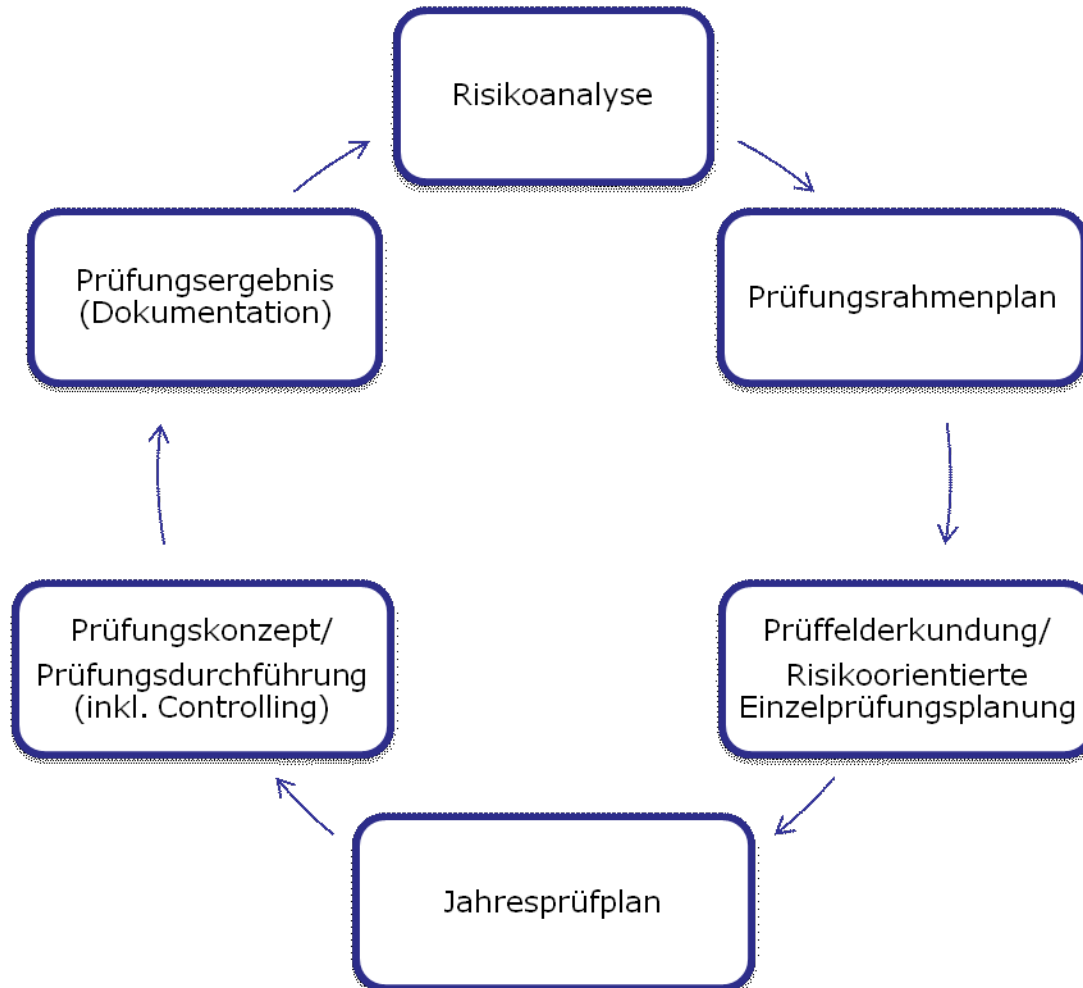 Risikoanalyse
Prüfungsrahmenplan
Prüffelderkundung/
Risikoorientierte
Einzelprüfungsplanung
Jahresprüfplan
Prüfungskonzept/
Prüfungsdurchführung
(inkl. Controlling)
Prüfungsergebnis
(Dokumentation)